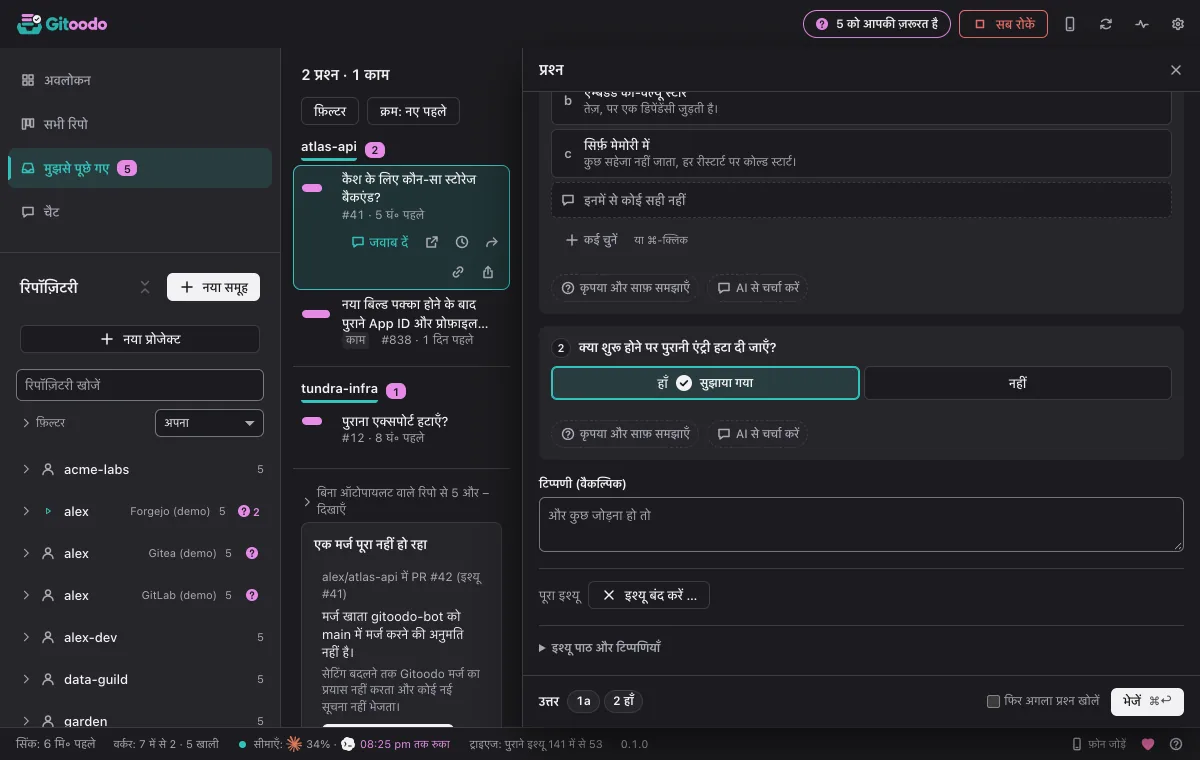 Gitoodo
5 को आपकी ज़रूरत है
सब रोकें
अवलोकन
सभी रिपो
मुझसे पूछे गए 5
चैट
रिपॉज़िटरी
नया समूह
नया प्रोजेक्ट
रिपॉज़िटरी खोजें
फ़िल्टर
अपना
acme-labs 5
alex Forgejo (demo) 5 ? 2
alex Gitea (demo) 5 ?
alex GitLab (demo) 5 ?
alex-dev 5
data-guild 5
garden 5
2 प्रश्न · 1 काम
फ़िल्टर
क्रम: नए पहले
atlas-api 2
कैश के लिए कौन-सा स्टोरेज
बैकएंड?
#41 · 5 घं॰ पहले
जवाब दें
नया बिल्ड पक्का होने के बाद
पुराने App ID और प्रोफ़ाइल…
काम #838 · 1 दिन पहले
tundra-infra 1
पुराना एक्सपोर्ट हटाएँ?
#12 · 8 घं॰ पहले
बिना ऑटोपायलट वाले रिपो से 5 और –
दिखाएँ
एक मर्ज पूरा नहीं हो रहा
alex/atlas-api में PR #42 (इश्यू
#41)
मर्ज खाता gitoodo-bot को
main में मर्ज करने की अनुमति
नहीं है।
सेटिंग बदलने तक Gitoodo मर्ज का
प्रयास नहीं करता और कोई नई
सूचना नहीं भेजता।
प्रश्न
b एम्बेडेड की-वैल्यू स्टोर
तेज़, पर एक डिपेंडेंसी जुड़ती है।
c सिर्फ़ मेमोरी में
कुछ सहेजा नहीं जाता, हर रीस्टार्ट पर कोल्ड स्टार्ट।
इनमें से कोई सही नहीं
कई चुनें या ⌘-क्लिक
कृपया और साफ़ समझाएँ
AI से चर्चा करें
2 क्या शुरू होने पर पुरानी एंट्री हटा दी जाएँ?
हाँ सुझाया गया
नहीं
कृपया और साफ़ समझाएँ
AI से चर्चा करें
टिप्पणी (वैकल्पिक)
और कुछ जोड़ना हो तो
पूरा इश्यू
इश्यू बंद करें ...
इश्यू पाठ और टिप्पणियाँ
उत्तर 1a 2 हाँ
फिर अगला प्रश्न खोलें
भेजें ⌘↩
सिंक: 6 मि॰ पहले
वर्कर: 7 में से 2 · 5 खाली
सीमाएँ: 34% · 08:25 pm तक रुका
ट्राइएज: पुराने इश्यू 141 में से 53
0.1.0
फ़ोन जोड़ें